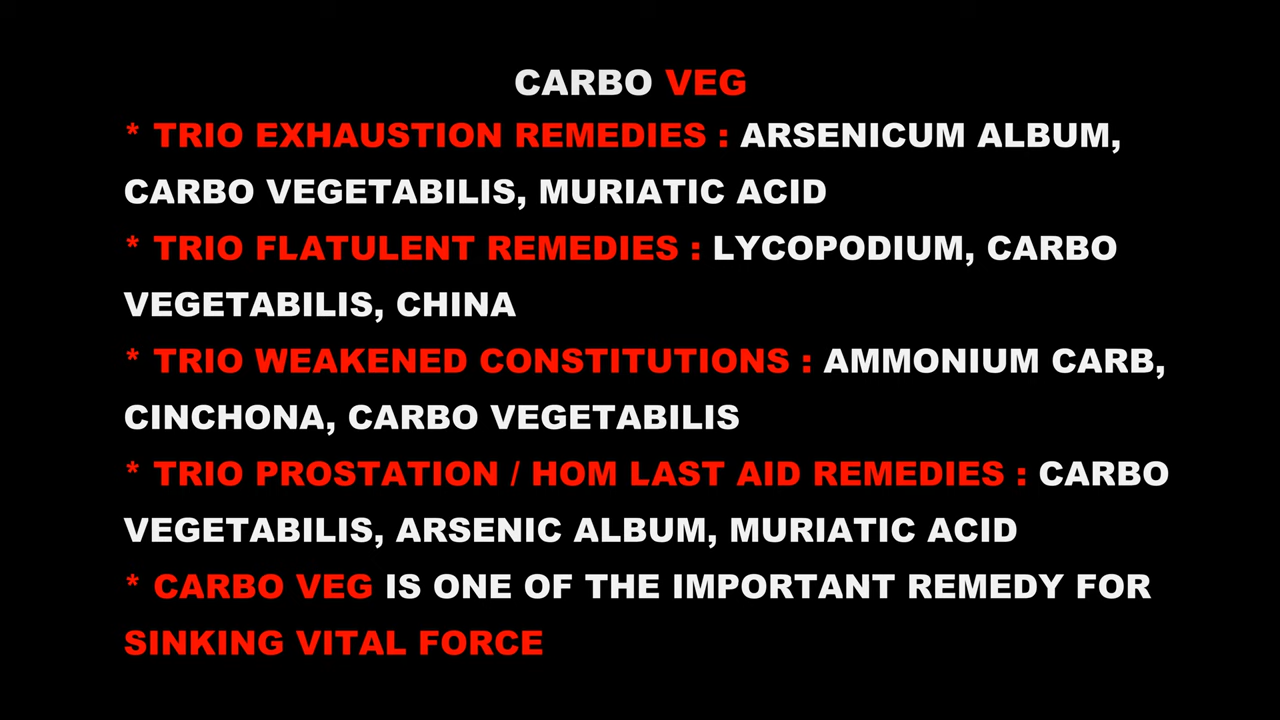 CARBO VEG
* TRIO EXHAUSTION REMEDIES : ARSENICUM ALBUM,
CARBO VEGETABILIS, MURIATIC ACID
* TRIO FLATULENT REMEDIES : LYCOPODIUM, CARBO
VEGETABILIS, CHINA
* TRIO WEAKENED CONSTITUTIONS : AMMONIUM CARB,
CINCHONA, CARBO VEGETABILIS
* TRIO PROSTATION / HOM LAST AID REMEDIES : CARBO
VEGETABILIS, ARSENIC ALBUM, MURIATIC ACID
* CARBO VEG IS ONE OF THE IMPORTANT REMEDY FOR
SINKING VITAL FORCE